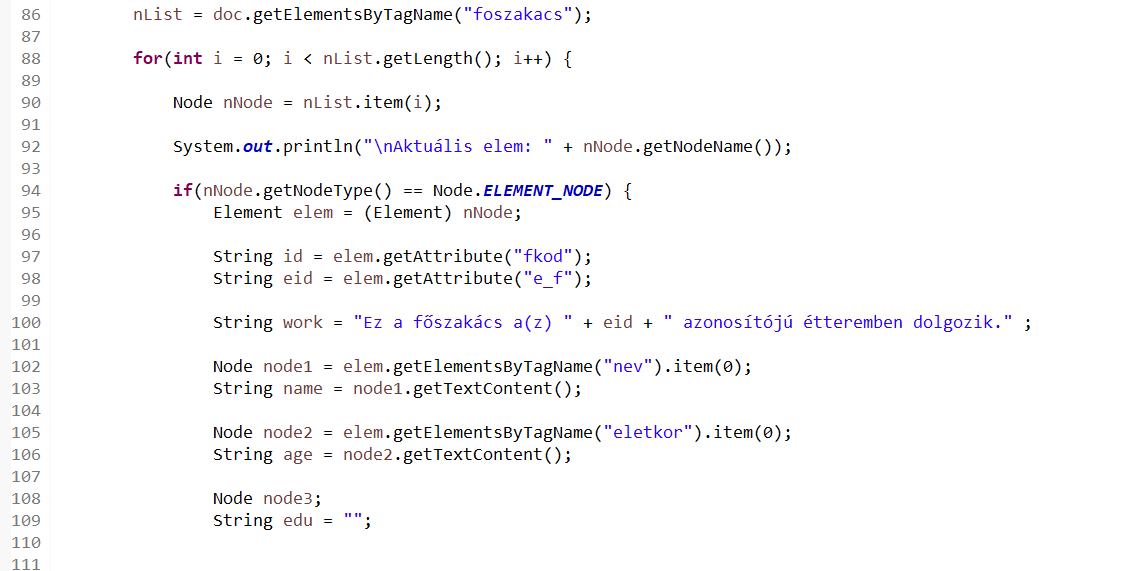 86 nList = doc.getElementsByTagName("foszakacs");
87
88 for(int i = 0; i < nList.getLength(); i++) {
89
90 Node nNode = nList.item(i);
91
92 System.out.println("\nAktuális elem: " + nNode.getNodeName());
93
94 if(nNode.getNodeType() == Node.ELEMENT_NODE) {
95 Element elem = (Element) nNode;
96
97 String id = elem.getAttribute("fkod");
98 String eid = elem.getAttribute("e_f");
99
100 String work = "Ez a főszakács a(z) " + eid + " azonosítójú étteremben dolgozik." ;
101
102 Node node1 = elem.getElementsByTagName("nev").item(0);
103 String name = node1.getTextContent();
104
105 Node node2 = elem.getElementsByTagName("eletkor").item(0);
106 String age = node2.getTextContent();
107
108 Node node3;
109 String edu = "";
110
111